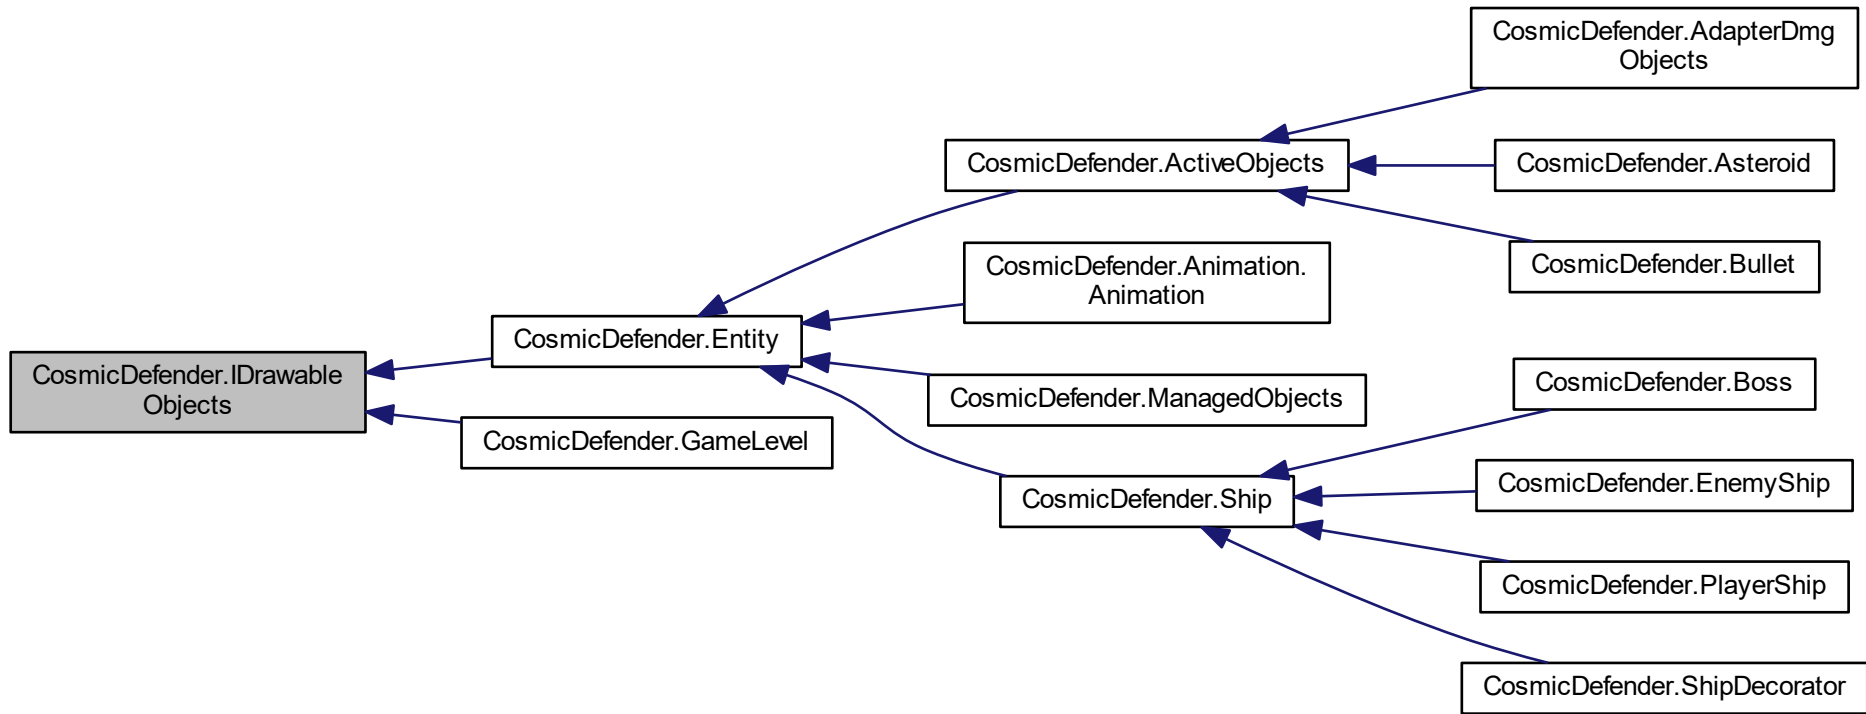 CosmicDefender.IDrawable
Objects
CosmicDefender.Entity
CosmicDefender.GameLevel
CosmicDefender.ActiveObjects
CosmicDefender.Animation.
Animation
CosmicDefender.ManagedObjects
CosmicDefender.Ship
CosmicDefender.AdapterDmg
Objects
CosmicDefender.Asteroid
CosmicDefender.Bullet
CosmicDefender.Boss
CosmicDefender.EnemyShip
CosmicDefender.PlayerShip
CosmicDefender.ShipDecorator